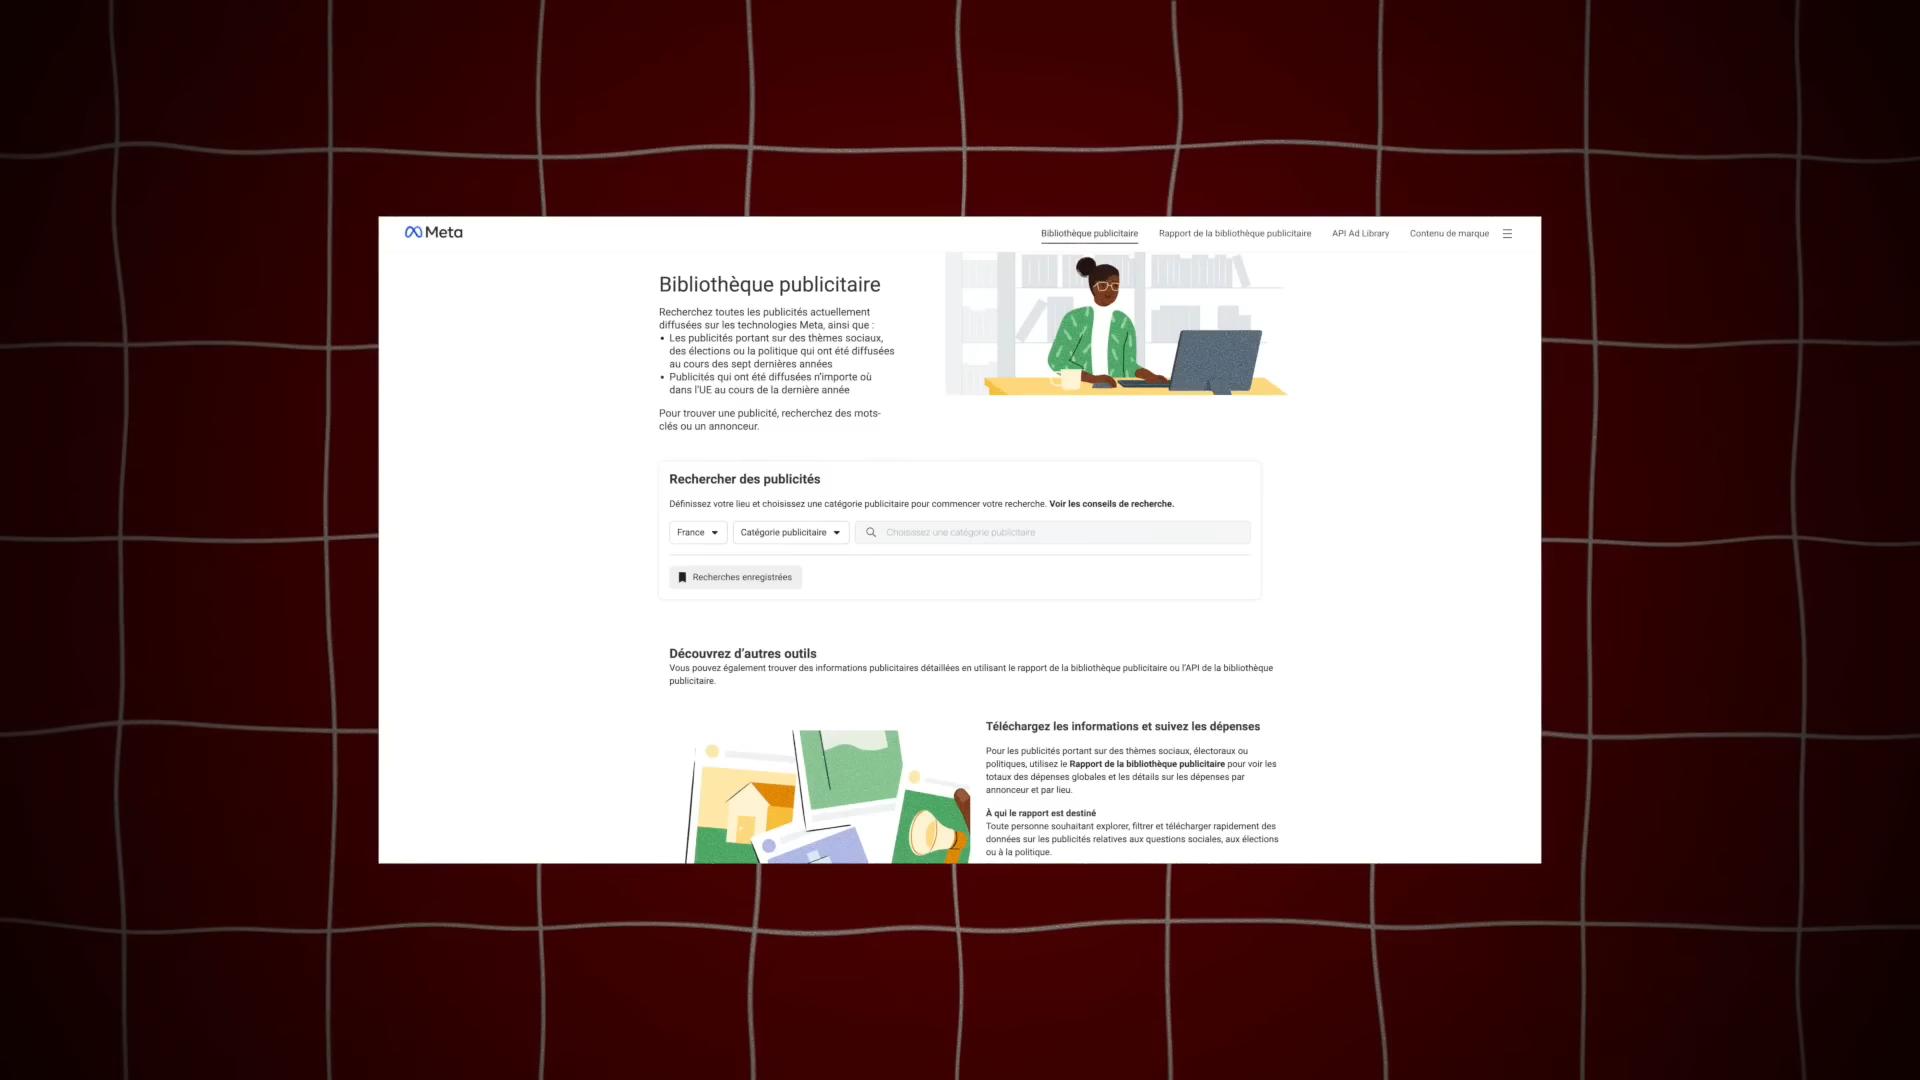 Meta
Bibliothèque publicitaire
Rapport de la bibliothèque publicitaire
API Ad Library
Contenu de marque
Bibliothèque publicitaire
Recherchez toutes les publicités actuellement
diffusées sur les technologies Meta, ainsi que :
• Les publicités portant sur des thèmes sociaux,
des élections ou la politique qui ont été diffusées
au cours des sept dernières années
• Publicités qui ont été diffusées n'importe où
dans l'UE au cours de la dernière année
Pour trouver une publicité, recherchez des mots-
clés ou un annonceur.
Rechercher des publicités
Définissez votre lieu et choisissez une catégorie publicitaire pour commencer votre recherche. Voir les conseils de recherche.
France
Catégorie publicitaire
Choisissez une catégorie publicitaire
Recherches enregistrées
Découvrez d'autres outils
Vous pouvez également trouver des informations publicitaires détaillées en utilisant le rapport de la bibliothèque publicitaire ou l'API de la bibliothèque
publicitaire.
Téléchargez les informations et suivez les dépenses
Pour les publicités portant sur des thèmes sociaux, électoraux ou
politiques, utilisez le Rapport de la bibliothèque publicitaire pour voir les
totaux des dépenses globales et les détails sur les dépenses par
annonceur et par lieu.
À qui le rapport est destiné
Toute personne souhaitant explorer, filtrer et télécharger rapidement des
données sur les publicités relatives aux questions sociales, aux élections
ou à la politique.